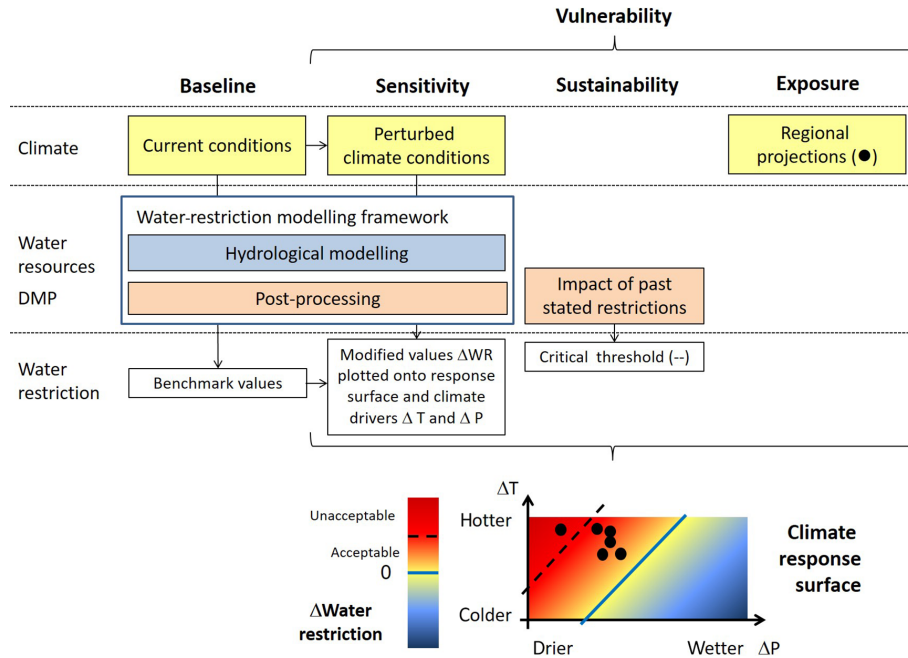 Vulnerability
Baseline
Sensitivity
Sustainability
Exposure
Climate
Current conditions
Perturbed
climate conditions
Regional
projections (●)
Water-restriction modelling framework
Water
resources
Hydrological modelling
DMP
Post-processing
Impact of past
stated restrictions
Water
restriction
Benchmark values
Modified values ΔWR
plotted onto response
surface and climate
drivers Δ T and Δ P
Critical threshold (--)
ΔT
Unacceptable
Acceptable
0
ΔWater
restriction
Hotter
Colder
Drier
Wetter
ΔP
Climate
response
surface